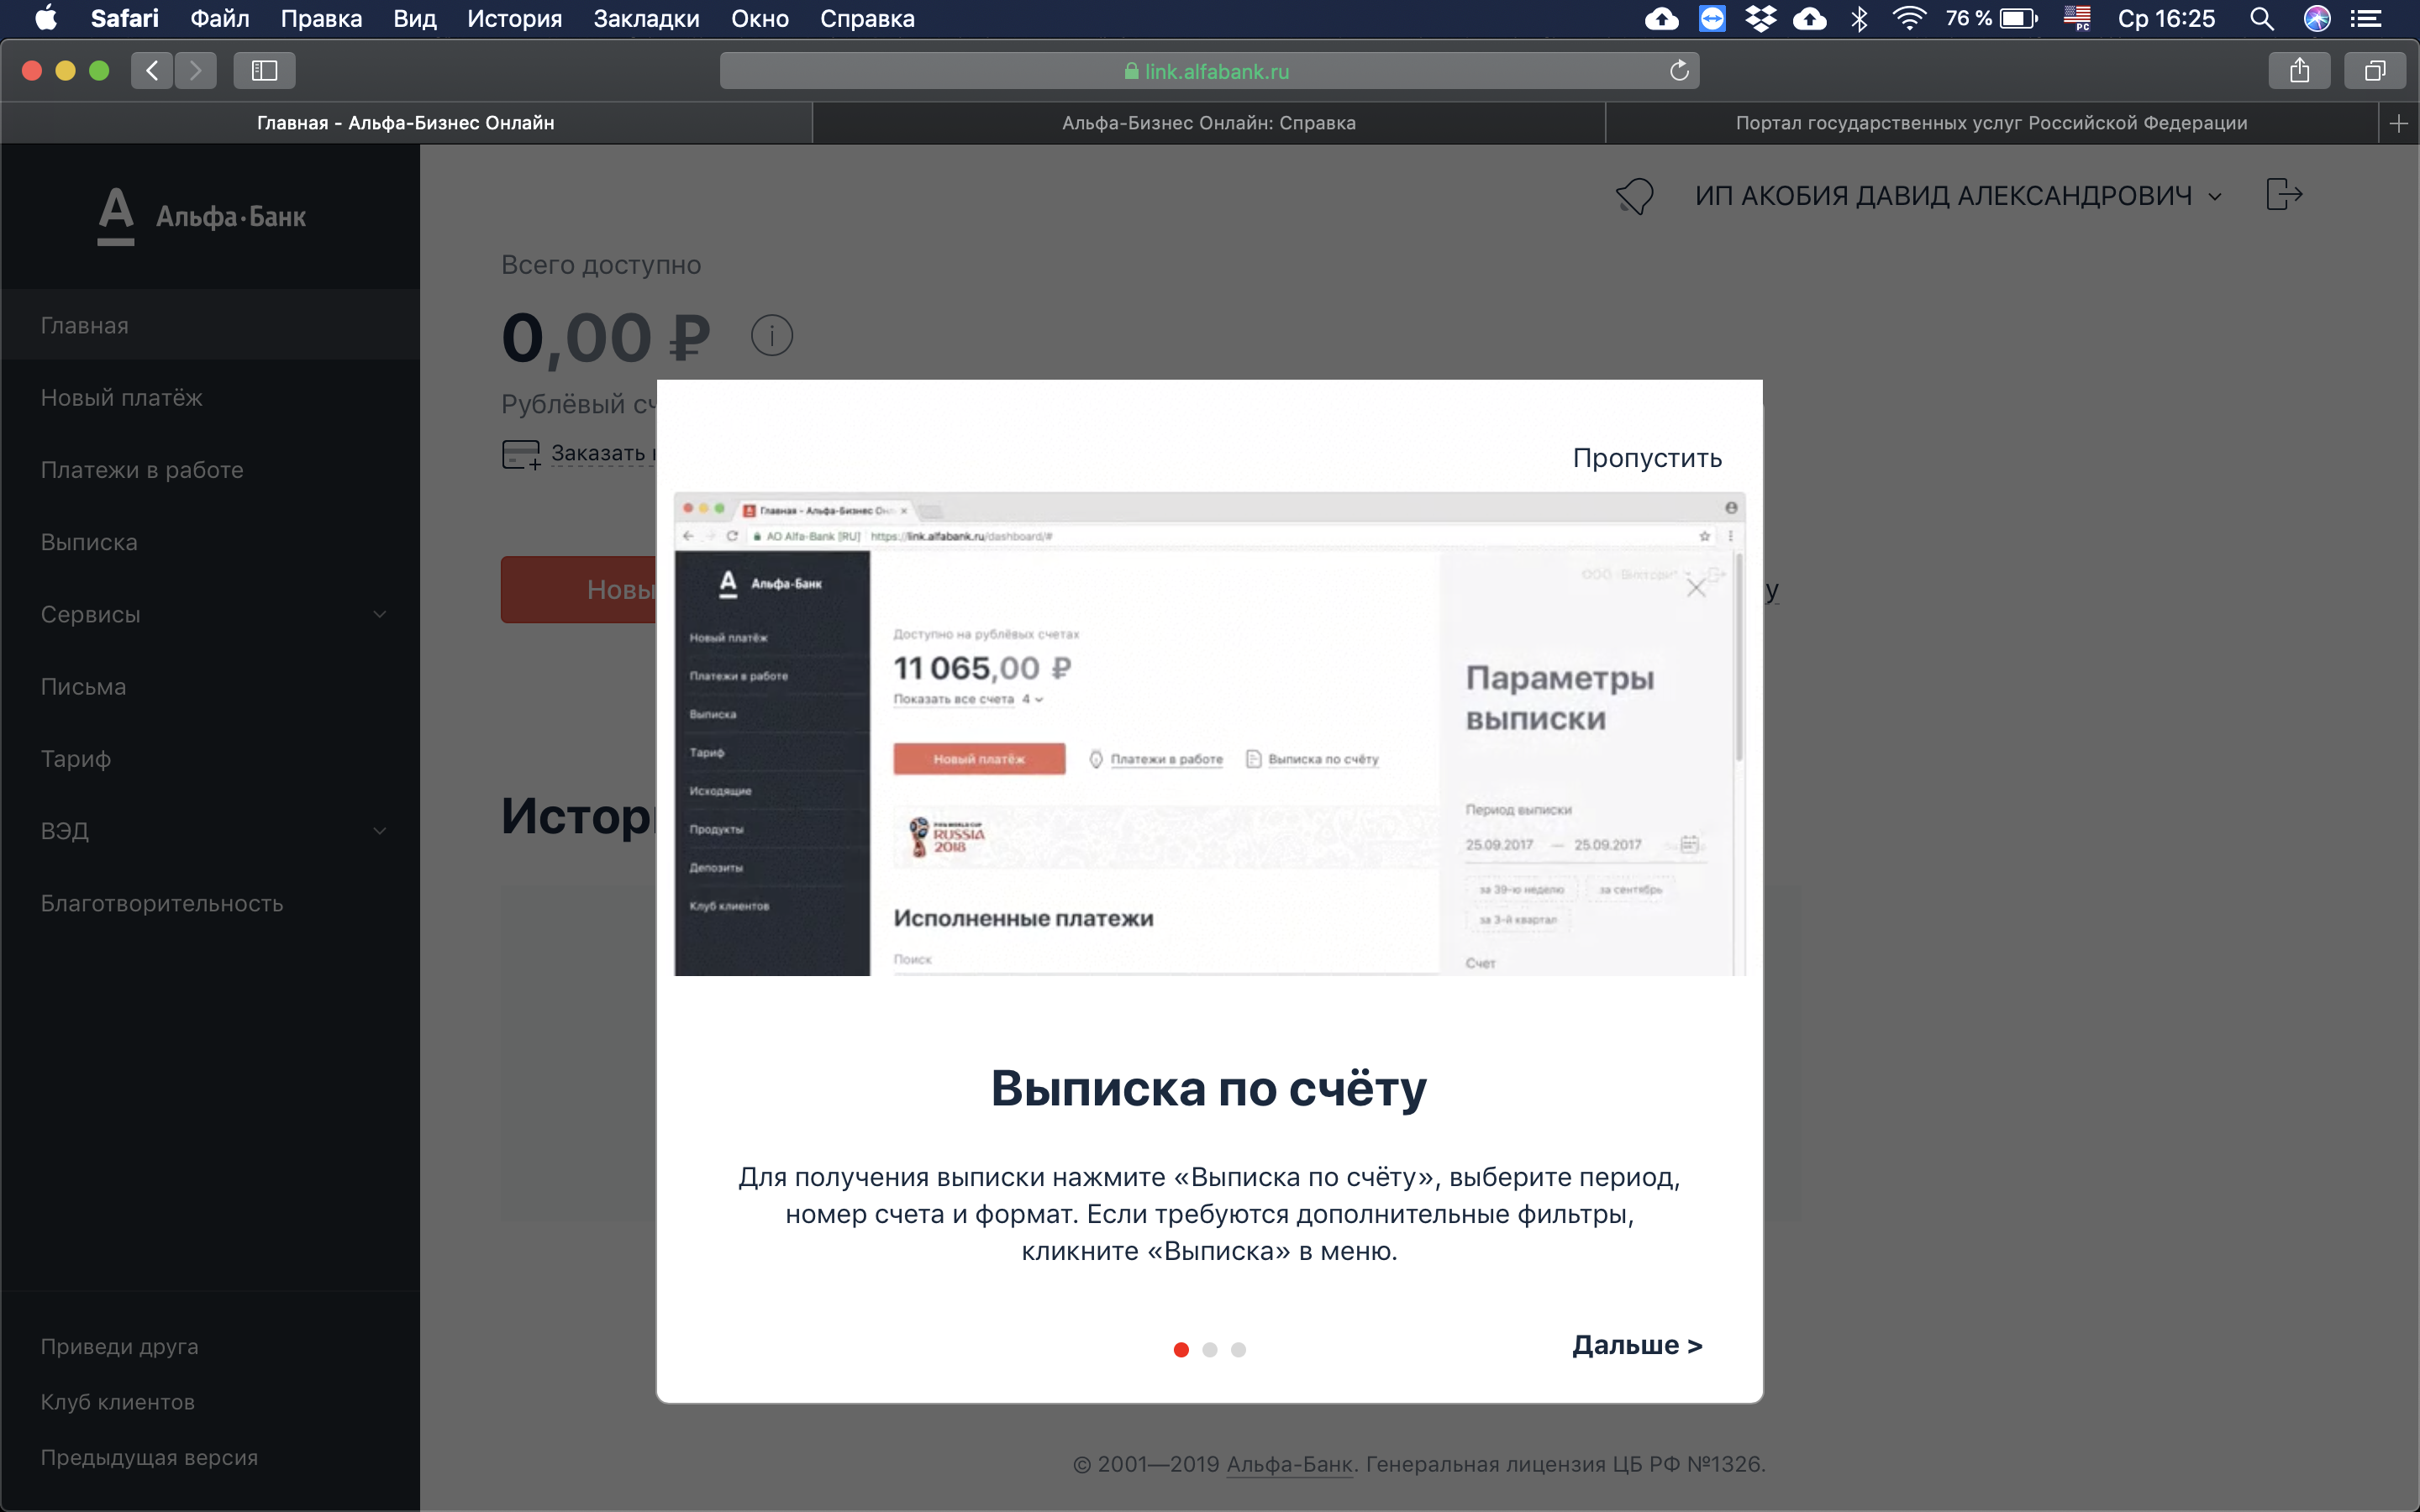 Safari Файл Правка Вид История Закладки Окно Справка 76 % PC Ср 16:25
link.alfabank.ru
Главная - Альфа-Бизнес Онлайн Альфа-Бизнес Онлайн: Справка Портал государственных услуг Российской Федерации
Альфа·Банк
ИП АКОБИЯ ДАВИД АЛЕКСАНДРОВИЧ
Главная
Новый платёж
Платежи в работе
Выписка
Сервисы
Письма
Тариф
ВЭД
Благотворительность
Приведи друга
Клуб клиентов
Предыдущая версия
Всего доступно
0,00 ₽
Рублёвый сч
Заказать
Новы
у
Истори
Пропустить
Главная - Альфа-Бизнес Онл
АО Alfa-Bank [RU] https://link.alfabank.ru/dashboard/#
Альфа-Банк
Новый платёж
Платежи в работе
Выписка
Тариф
Исходящие
Продукты
Депозиты
Клуб клиентов
Доступно на рублёвых счетах
11 065,00 ₽
Показать все счета 4
Новый платёж Платежи в работе Выписка по счёту
FIFA WORLD CUP
RUSSIA
2018
Исполненные платежи
Поиск
ООО
Параметры
выписки
Период выписки
25.09.2017 — 25.09.2017
за 39-ю неделю за сентябрь
за 3-й квартал
Счет
Выписка по счёту
Для получения выписки нажмите «Выписка по счёту», выберите период,
номер счета и формат. Если требуются дополнительные фильтры,
кликните «Выписка» в меню.
Дальше >
© 2001—2019 Альфа-Банк. Генеральная лицензия ЦБ РФ №1326.